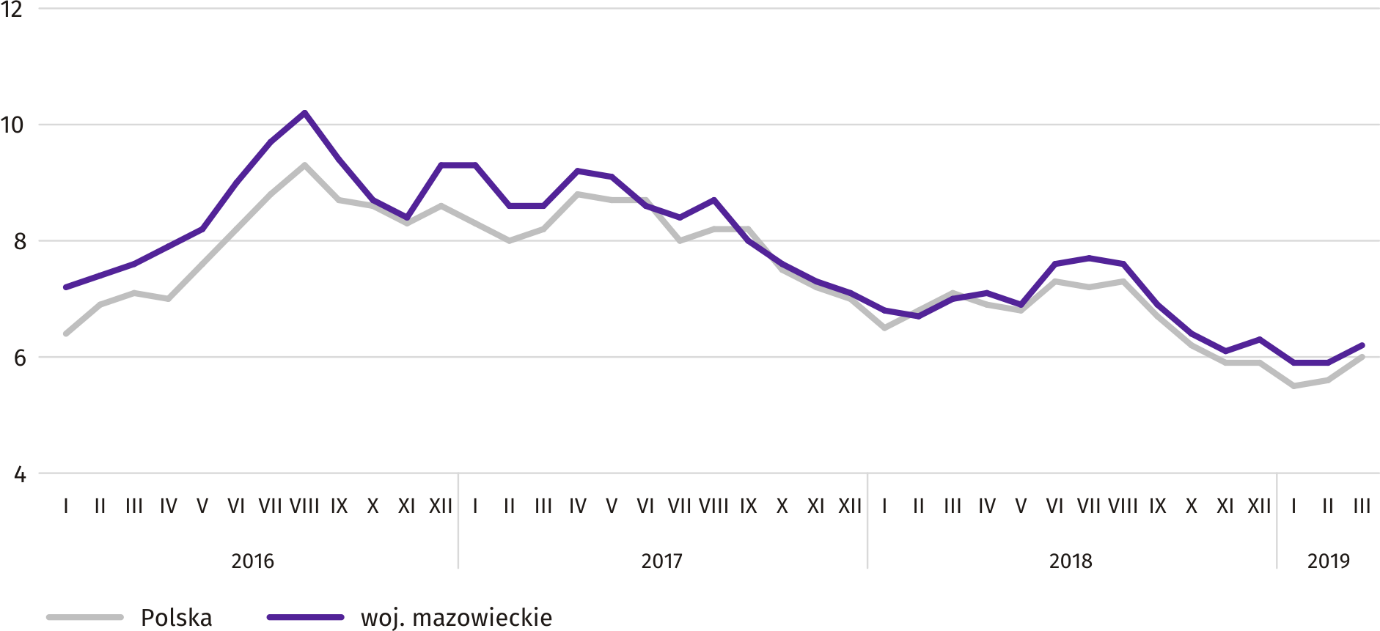 12
10
8
6
4
I II III IV V VI VII VIII IX X XI XII I II III IV V VI VII VIII IX X XI XII I II III IV V VI VII VIII IX X XI XII I II III
2016 2017 2018 2019
Polska woj. mazowieckie